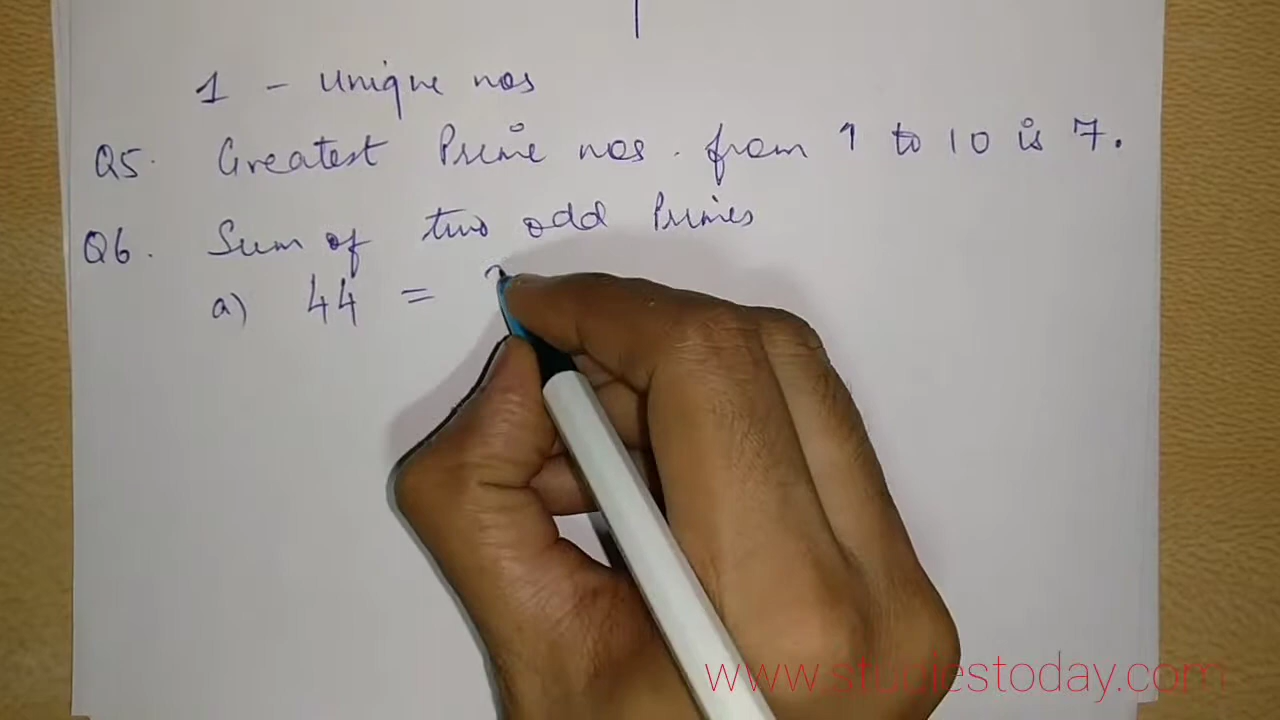 1 - unique nos
Q5. Greatest Prime nos. from 1 to 10 is 7.
Q6. Sum of two odd Primes
a) 44 =
www.studiestoday.com